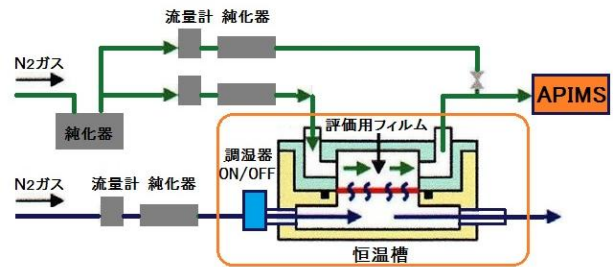 流量計 純化器
N2ガス
純化器
APIMS
評価用フィルム
調湿器
ON/OFF
N2ガス
流量計 純化器
恒温槽